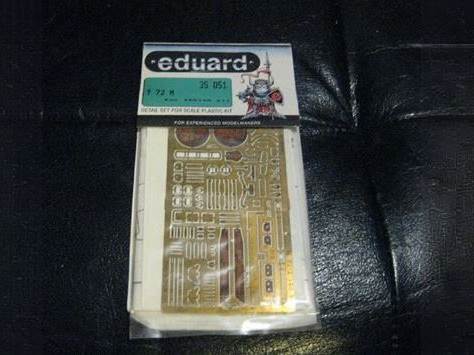 eduard
35 051
T 72 M
DETAIL SET FOR SCALE PLASTIC KIT
FOR EXPERIENCED MODELMAKERS